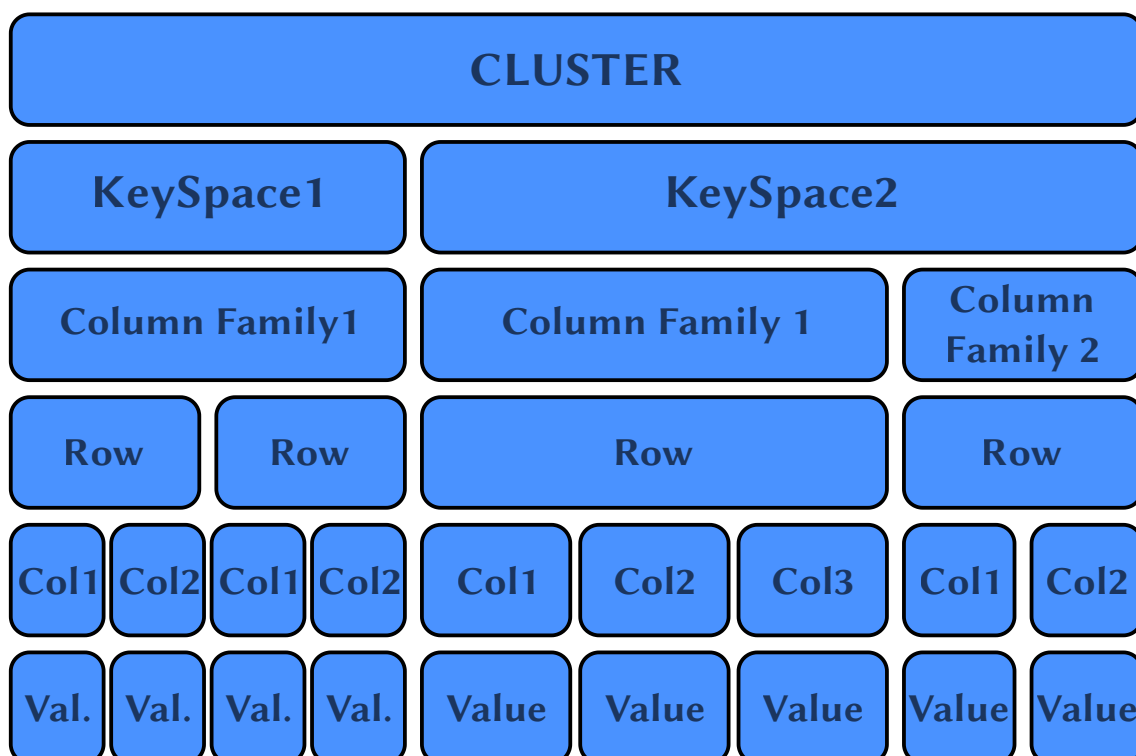 CLUSTER
KeySpace1 KeySpace2
Column Family1 Column Family 1 Column
Family 2
Row Row Row Row
Col1 Col2 Col1 Col2 Col1 Col2 Col3 Col1 Col2
Val. Val. Val. Val. Value Value Value Value Value